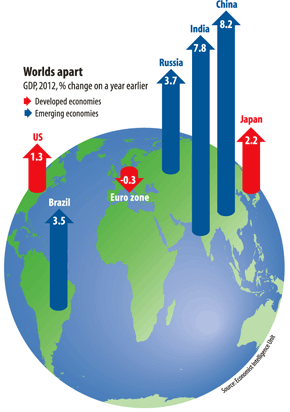 China
8.2
India
7.8
Worlds apart
GDP, 2012, % change on a year earlier
Developed economies
Emerging economies
Russia
3.7
US
1.3
Japan
2.2
-0.3
Euro zone
Brazil
3.5
Source: Economist Intelligence Unit